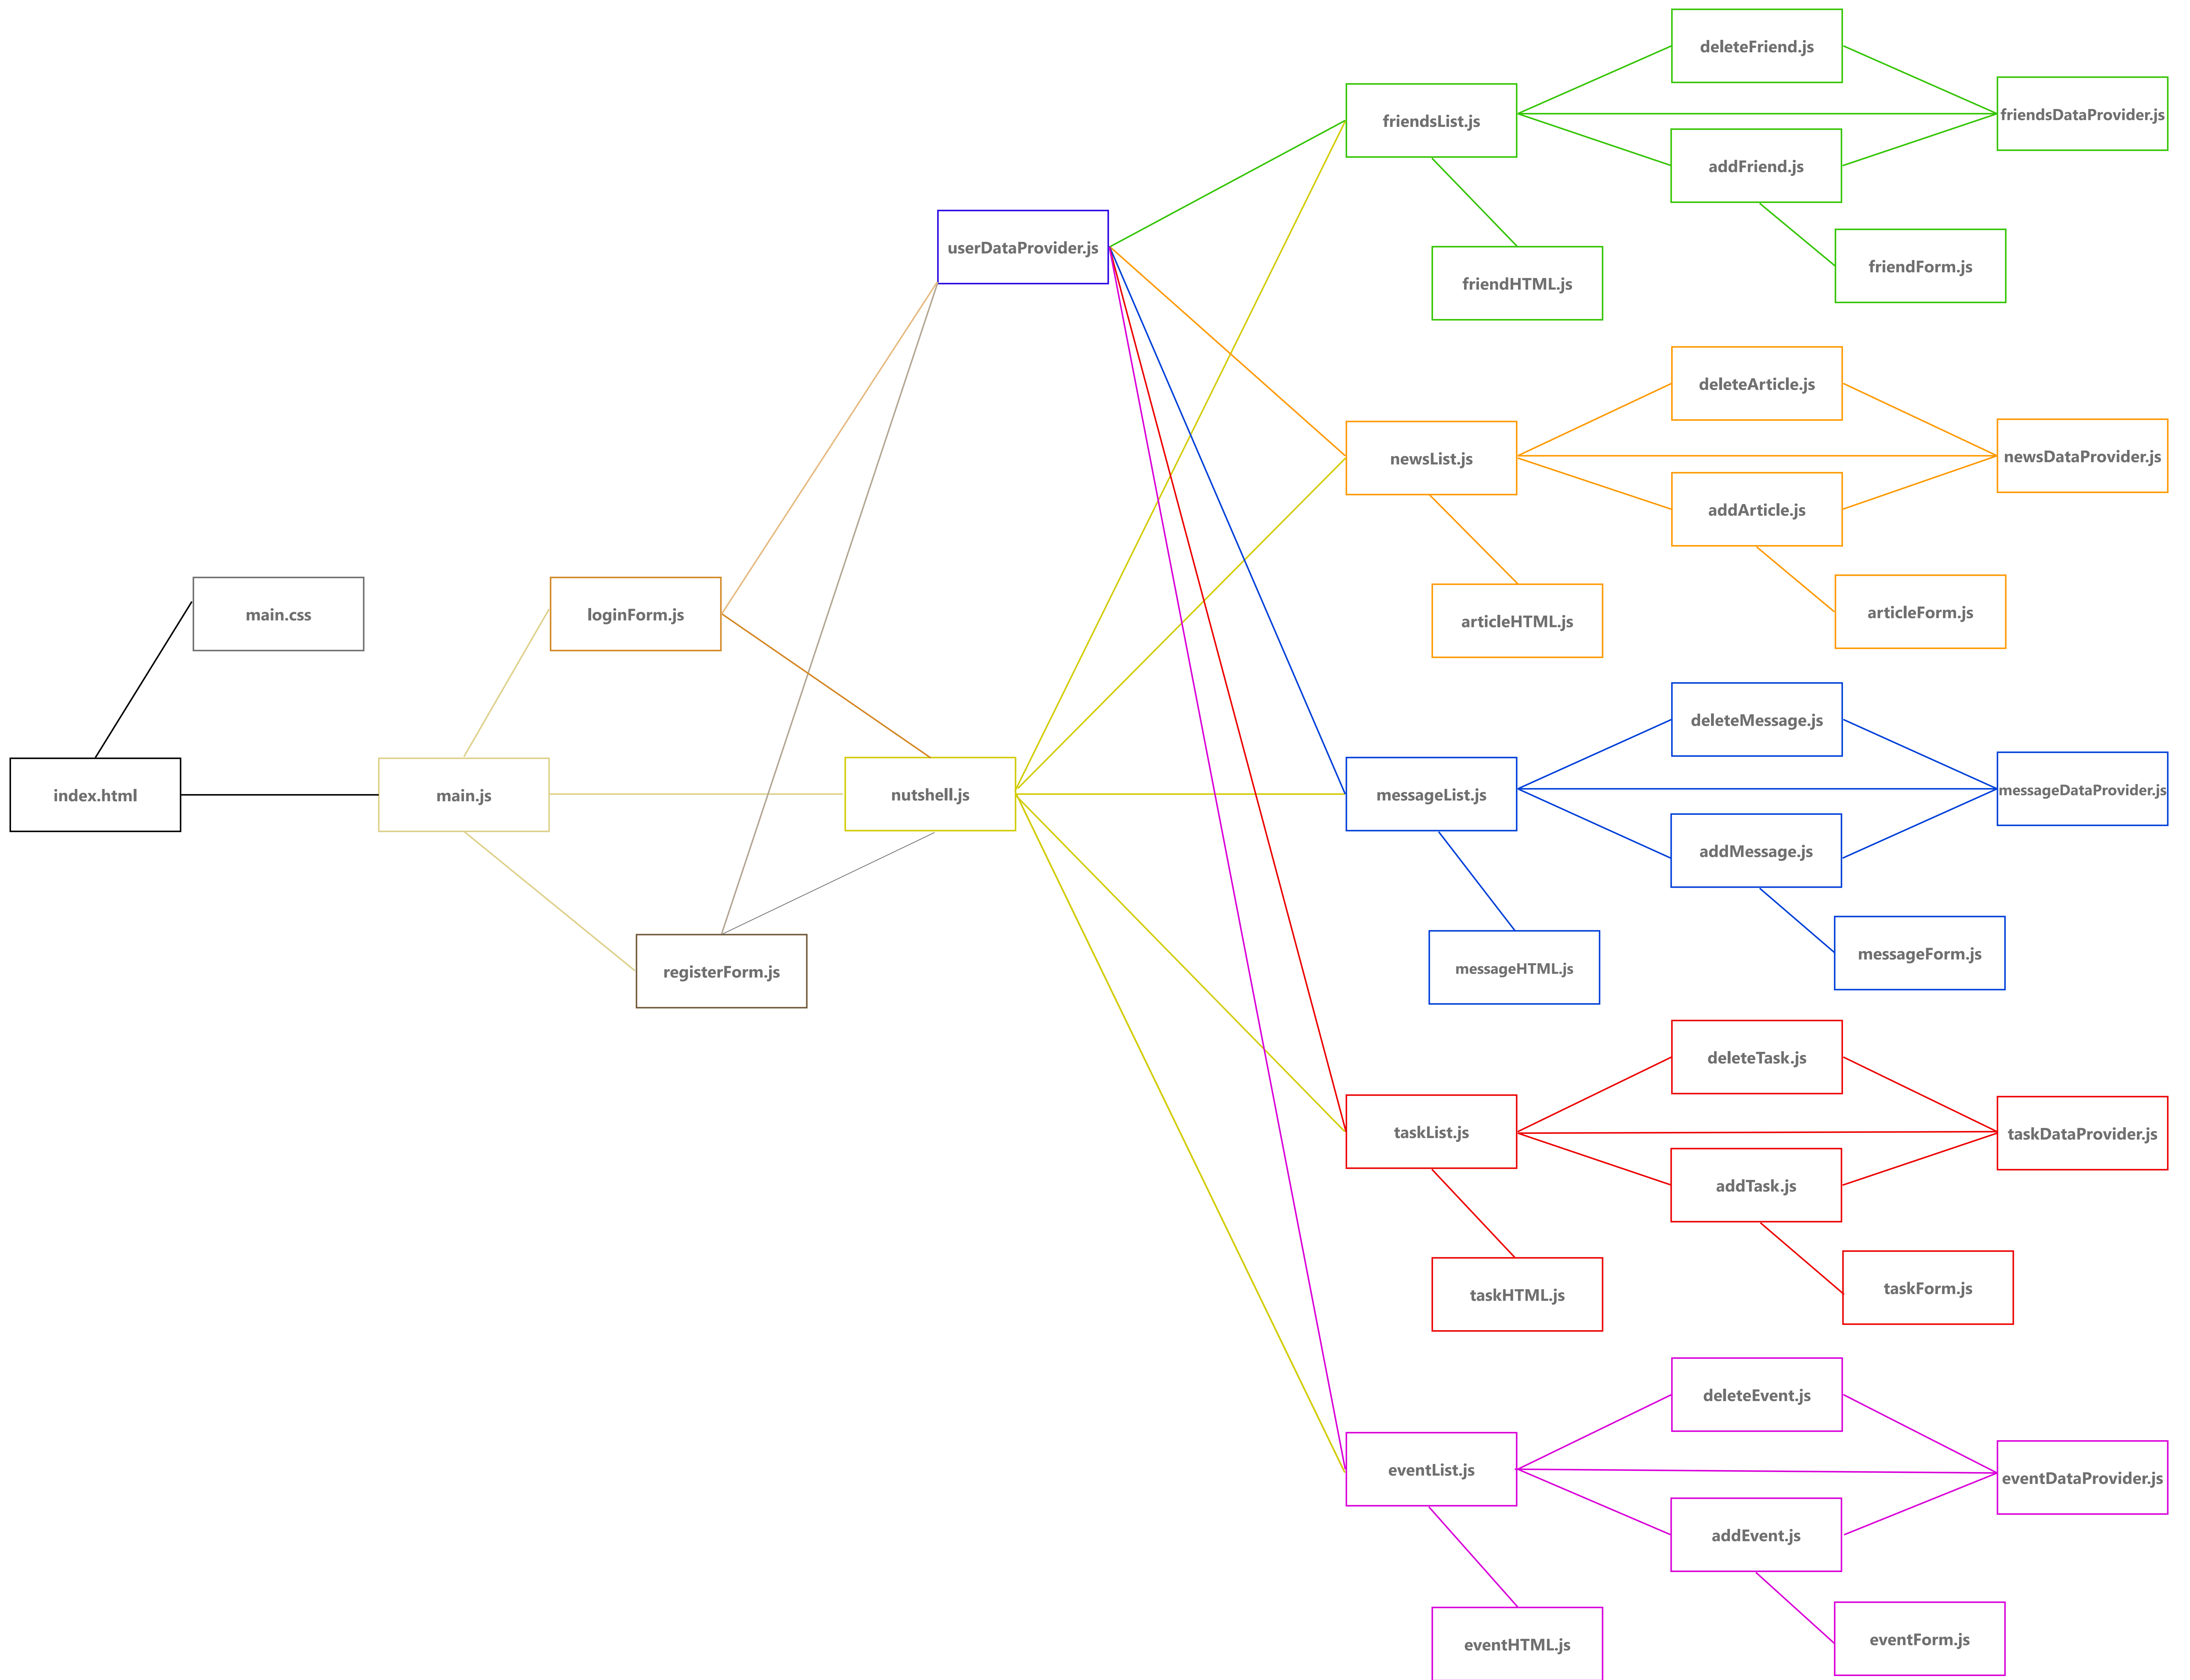 deleteFriend.js
friendsList.js
friendsDataProvider.js
addFriend.js
userDataProvider.js
friendForm.js
friendHTML.js
deleteArticle.js
newsList.js
newsDataProvider.js
addArticle.js
main.css
loginForm.js
articleHTML.js
articleForm.js
deleteMessage.js
index.html
main.js
nutshell.js
messageList.js
messageDataProvider.js
addMessage.js
registerForm.js
messageHTML.js
messageForm.js
deleteTask.js
taskList.js
taskDataProvider.js
addTask.js
taskHTML.js
taskForm.js
deleteEvent.js
eventList.js
eventDataProvider.js
addEvent.js
eventHTML.js
eventForm.js